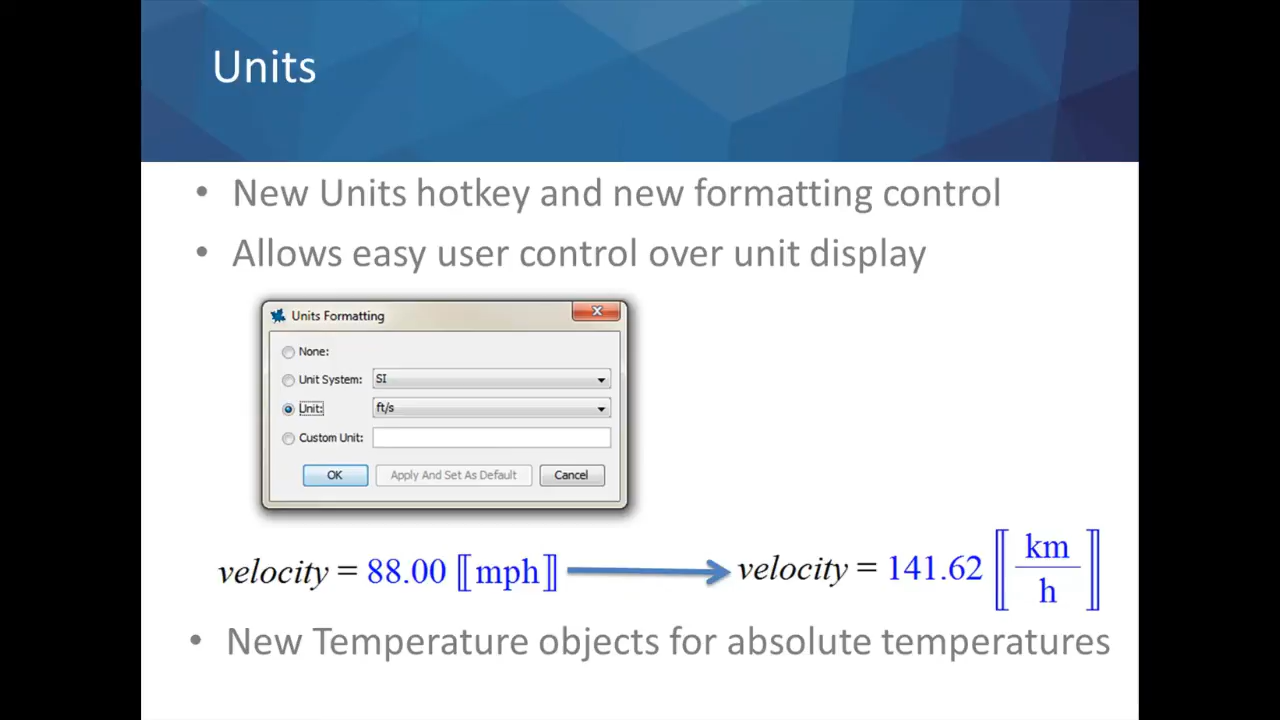 Units
• New Units hotkey and new formatting control
• Allows easy user control over unit display
Units Formatting
None:
Unit System: SI
Unit: ft/s
Custom Unit:
OK Apply And Set As Default Cancel
velocity = 88.00 ⟦mph⟧ velocity = 141.62 ⟦km/h⟧
• New Temperature objects for absolute temperatures